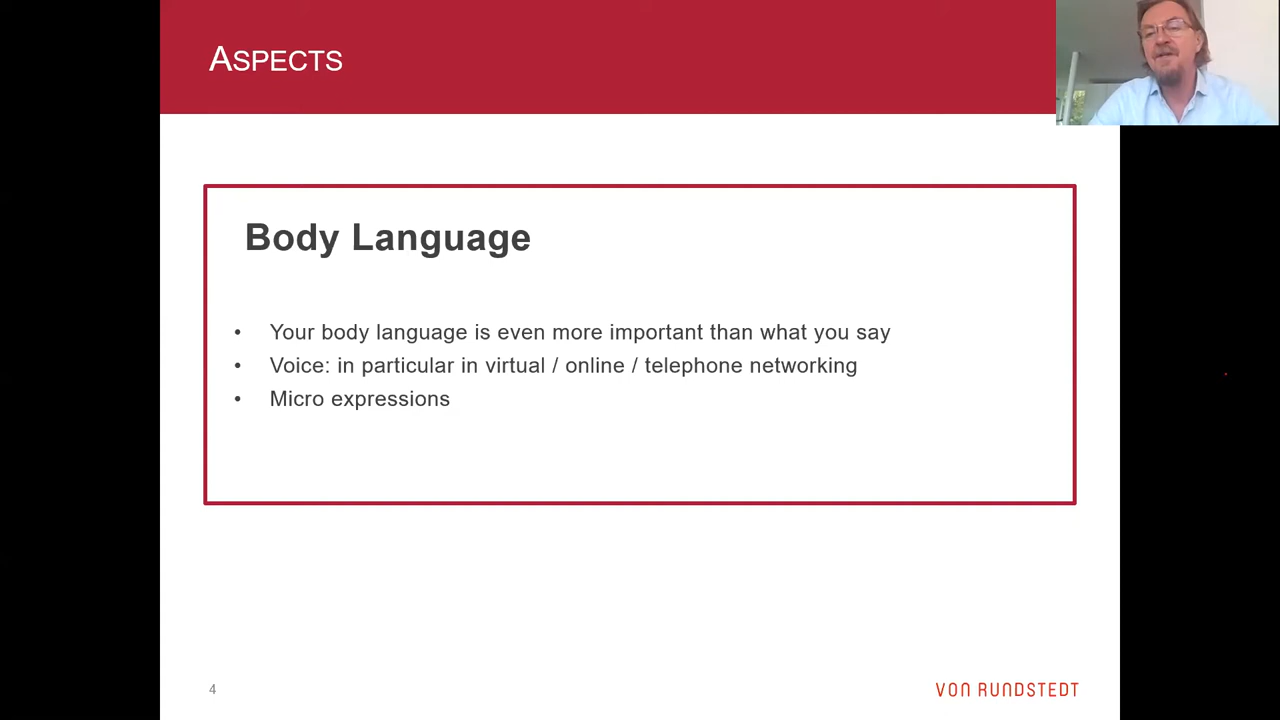 ASPECTS
Body Language
• Your body language is even more important than what you say
• Voice: in particular in virtual / online / telephone networking
• Micro expressions
4
VON RUNDSTEDT